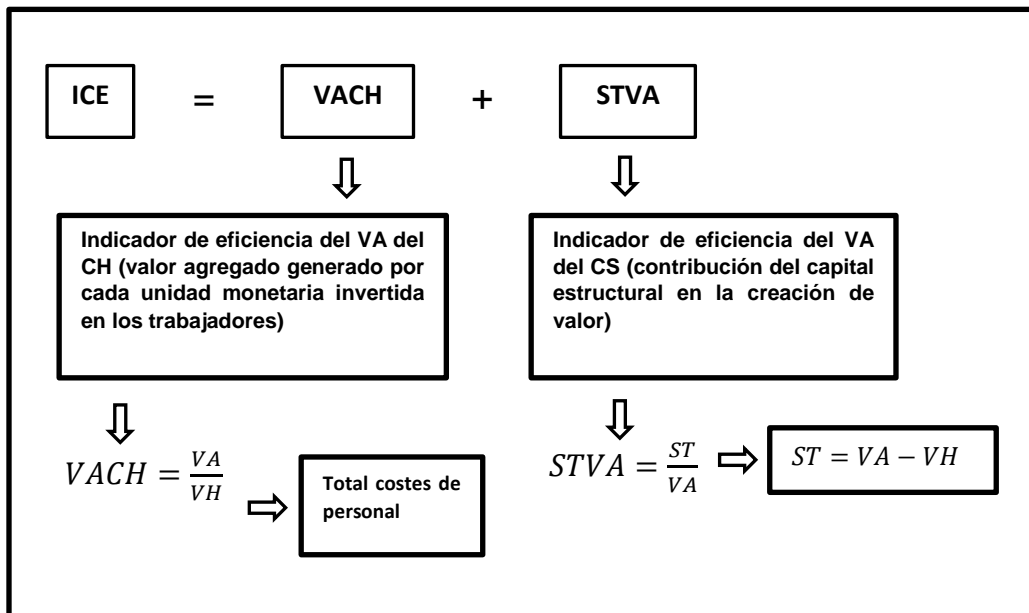 ICE = VACH + STVA
Indicador de eficiencia del VA del
CH (valor agregado generado por
cada unidad monetaria invertida
en los trabajadores)
Indicador de eficiencia del VA
del CS (contribución del capital
estructural en la creación de
valor)
VACH = VA/VH
Total costes de
personal
STVA = ST/VA
ST = VA − VH